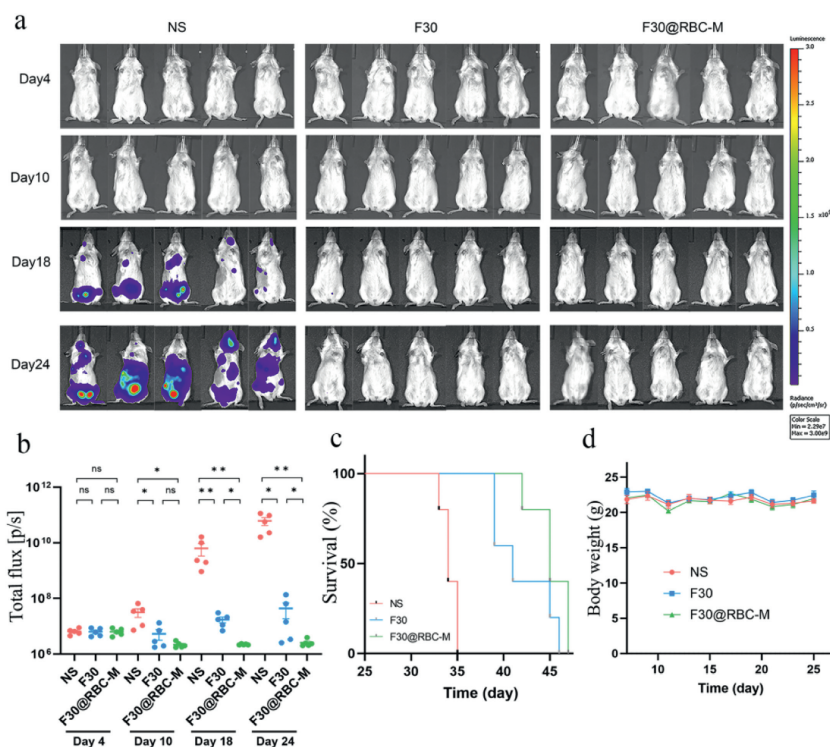 a
NS F30 F30@RBC-M
Day4
Day10
Day18
Day24
Luminescence
3.0
2.5
2.0
1.5
1.0
0.5
Radiance
(p/sec/cm²/sr)
Color Scale
Min = 2.29e7
Max = 3.00e9
b
ns * ** **
ns ns * ns ** * * *
Total flux [p/s]
10¹²
10¹⁰
10⁸
10⁶
NS F30 F30@RBC-M NS F30 F30@RBC-M NS F30 F30@RBC-M NS F30 F30@RBC-M
Day 4 Day 10 Day 18 Day 24
c
Survival (%)
100
50
0
NS
F30
F30@RBC-M
25 30 35 40 45
Time (day)
d
Body weight (g)
25
20
15
10
5
0
NS
F30
F30@RBC-M
10 15 20 25
Time (day)